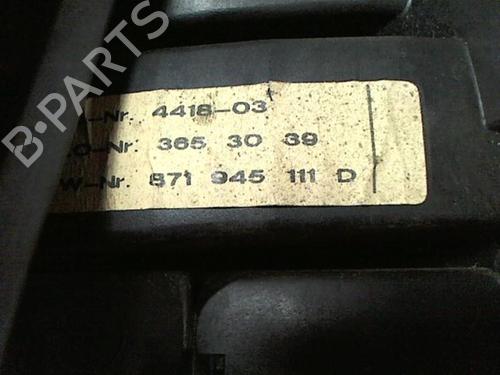 B·PARTS
-Nr. 4418-03
O-Nr. 365 30 39
W-Nr. 871 945 111 D